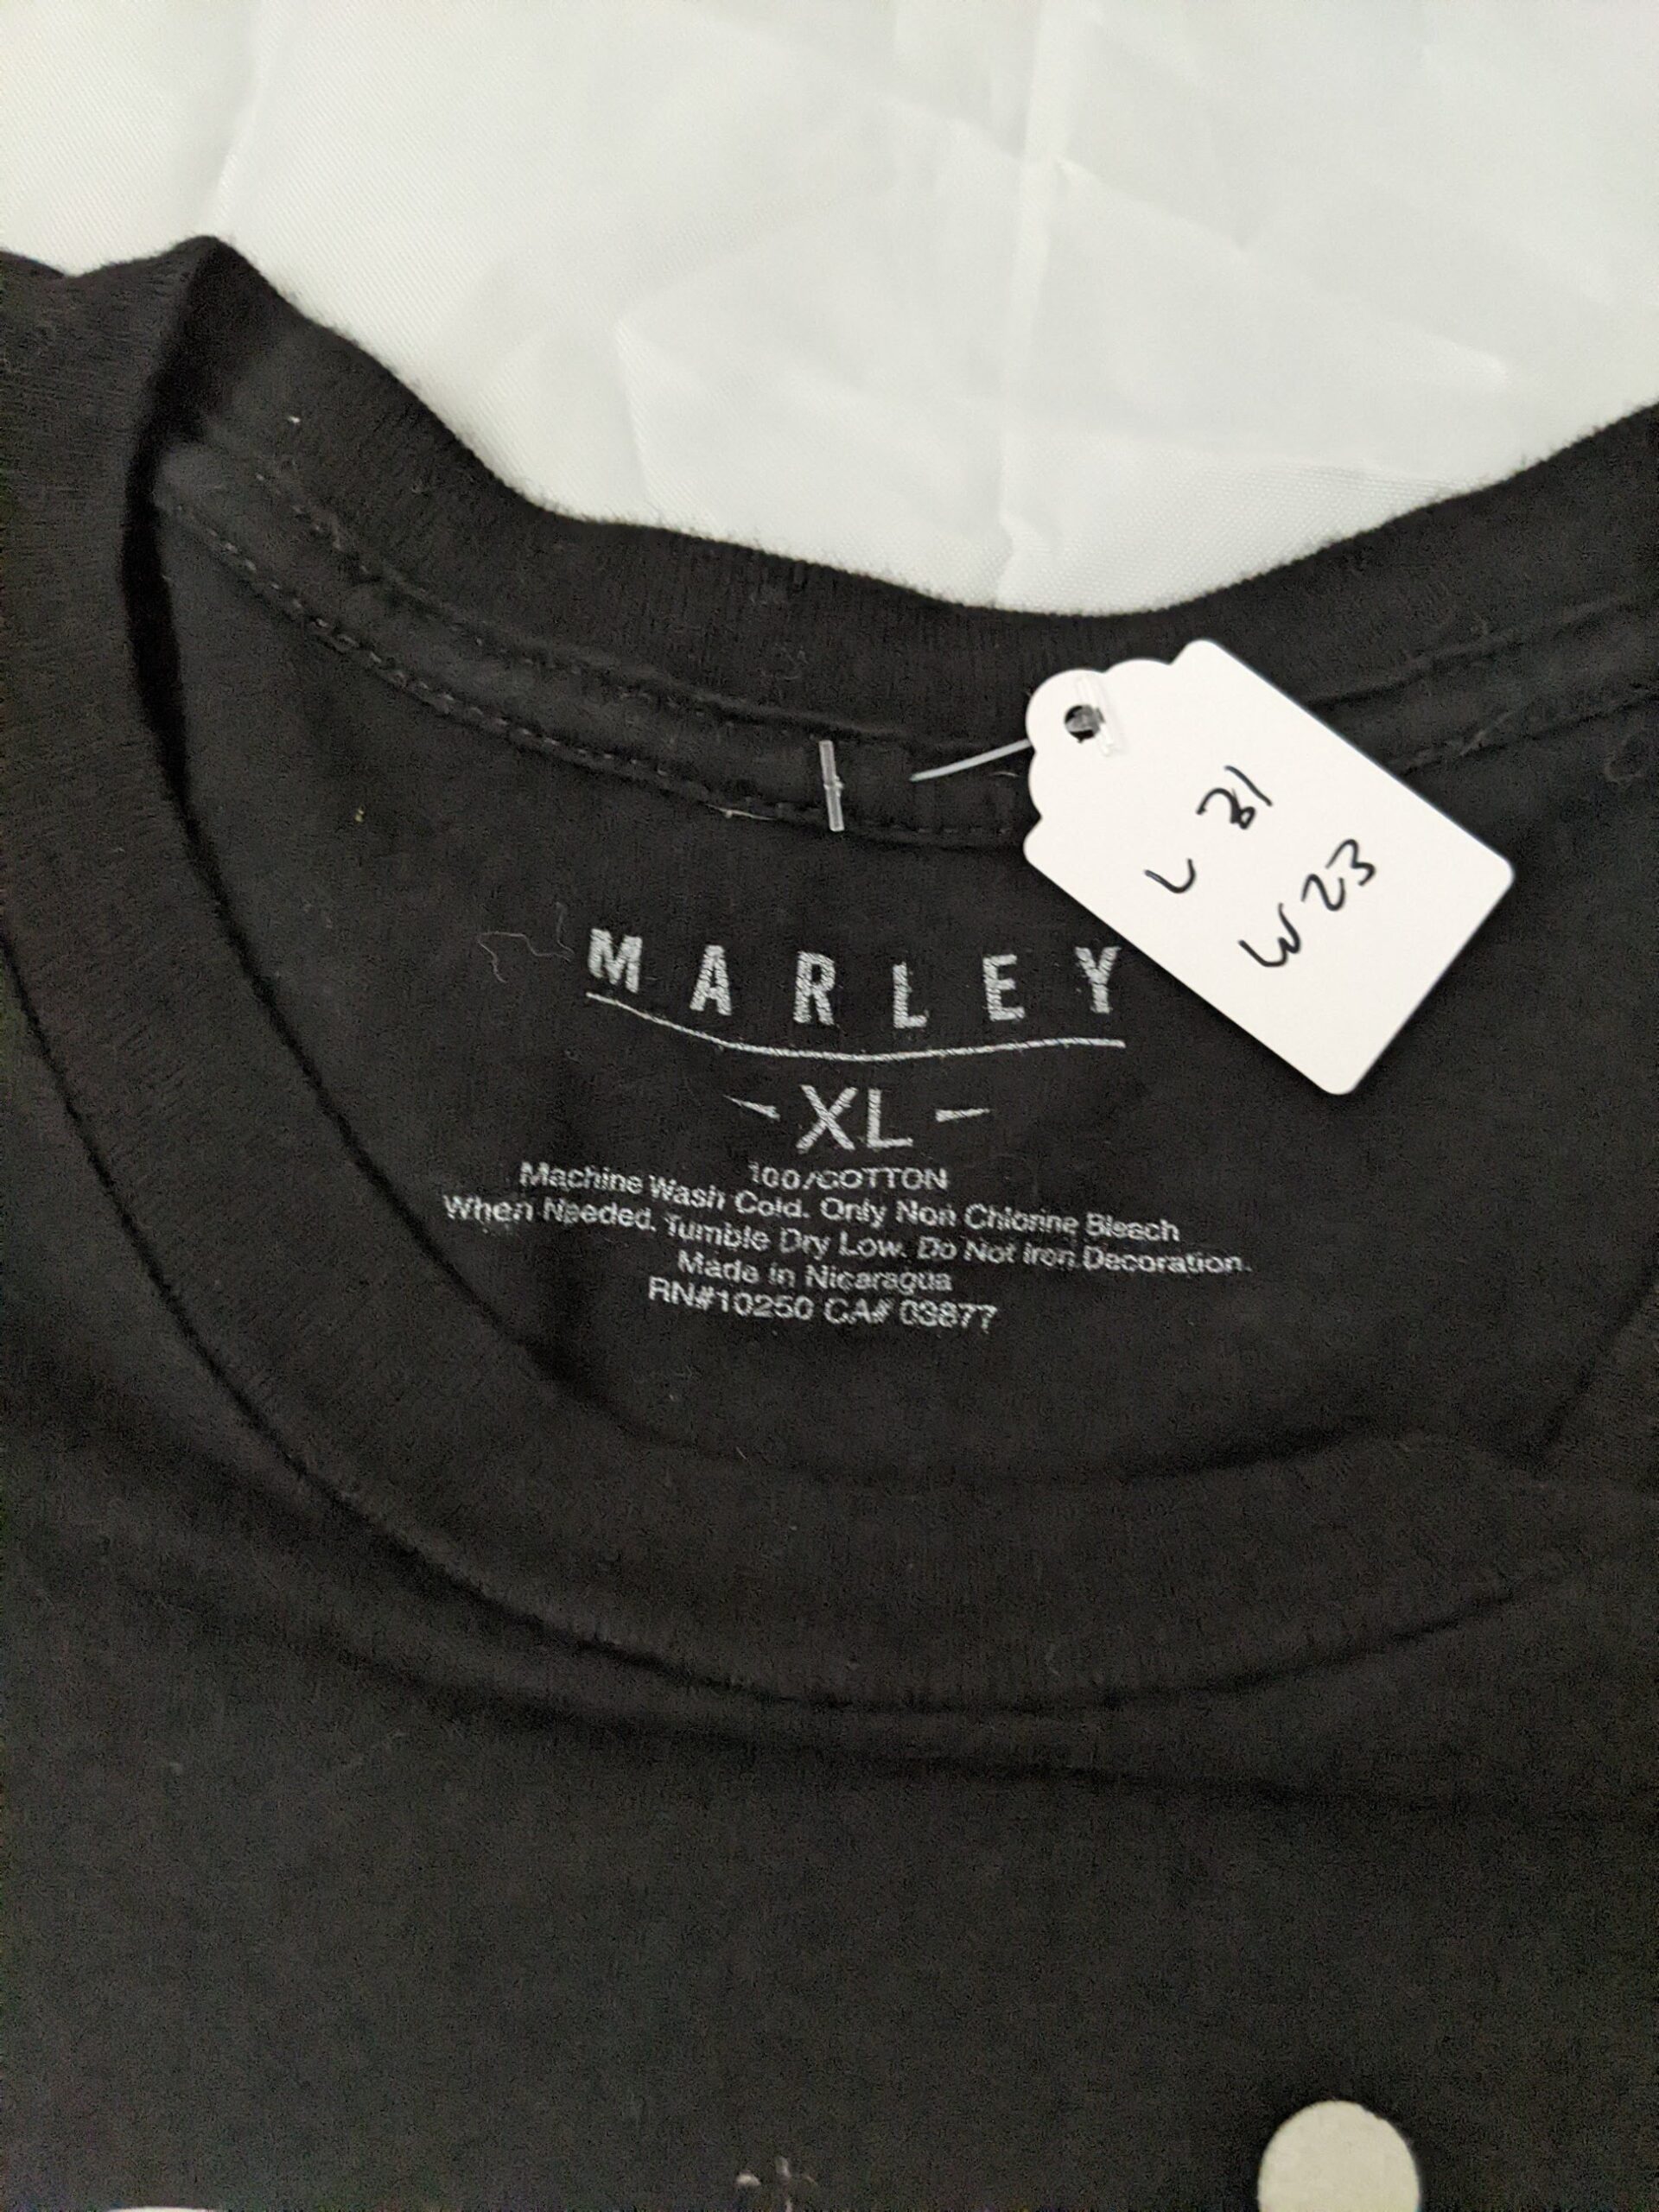 L 31
W 23
MARLEY
- XL -
100/COTTON
Machine Wash Cold. Only Non Chlorine Bleach
When Needed. Tumble Dry Low. Do Not Iron Decoration.
Made in Nicaragua
RN#10250 CA# 03877